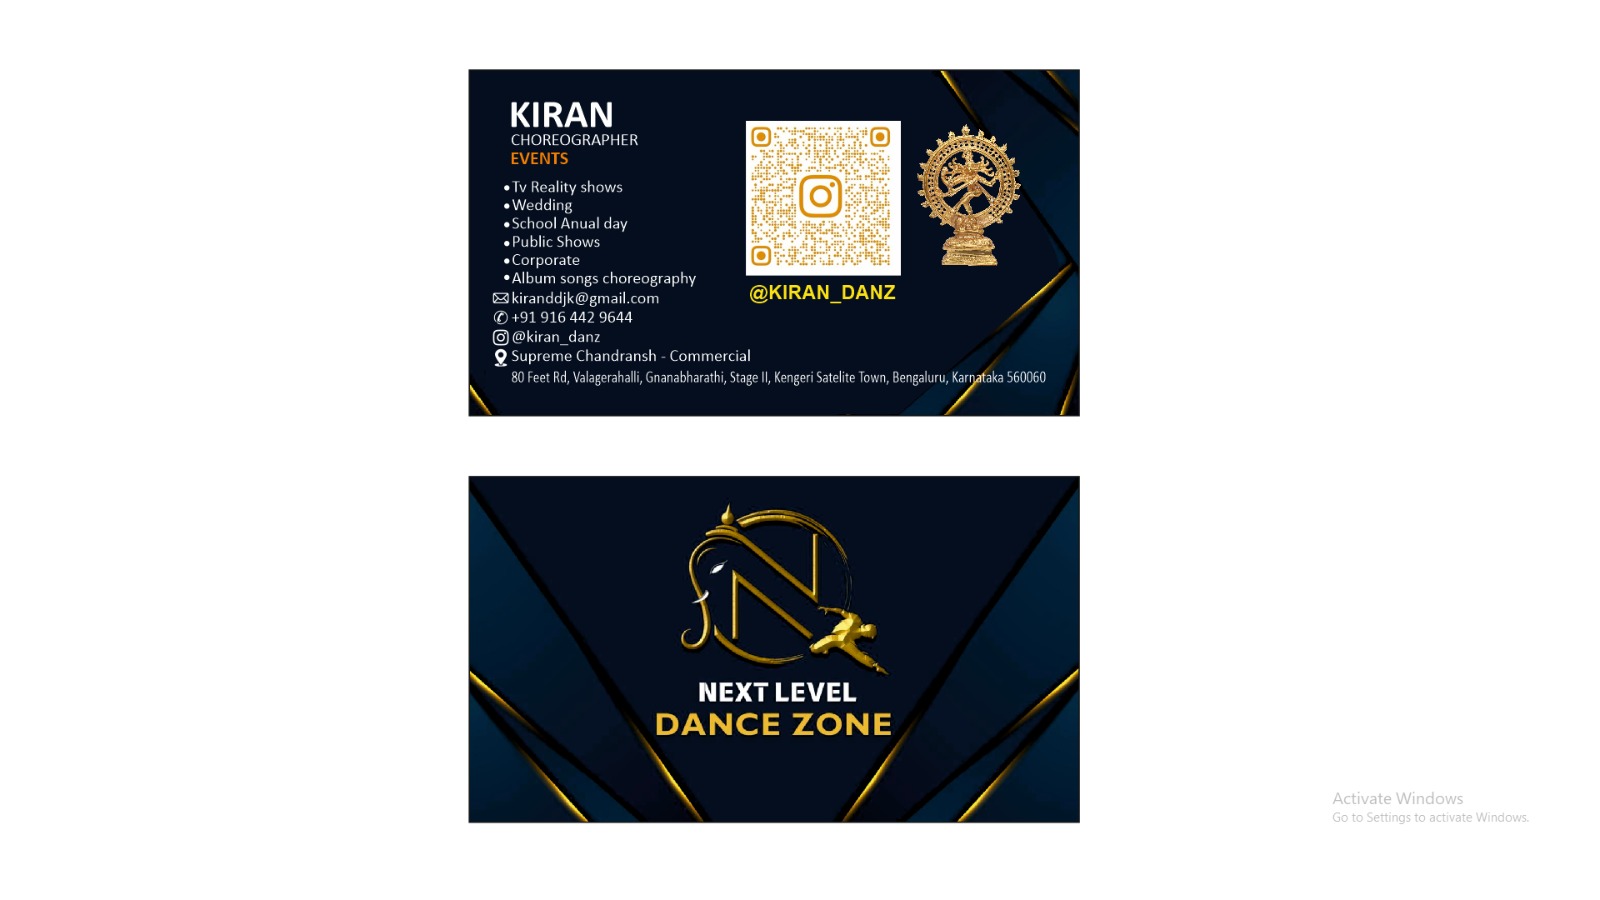 KIRAN
CHOREOGRAPHER
EVENTS
•Tv Reality shows
•Wedding
•School Anual day
•Public Shows
•Corporate
•Album songs choreography
kiranddjk@gmail.com
+91 916 442 9644
@kiran_danz
Supreme Chandransh - Commercial
80 Feet Rd, Valagerahalli, Gnanabharathi, Stage II, Kengeri Satelite Town, Bengaluru, Karnataka 560060
@KIRAN_DANZ
N
NEXT LEVEL
DANCE ZONE
Activate Windows
Go to Settings to activate Windows.